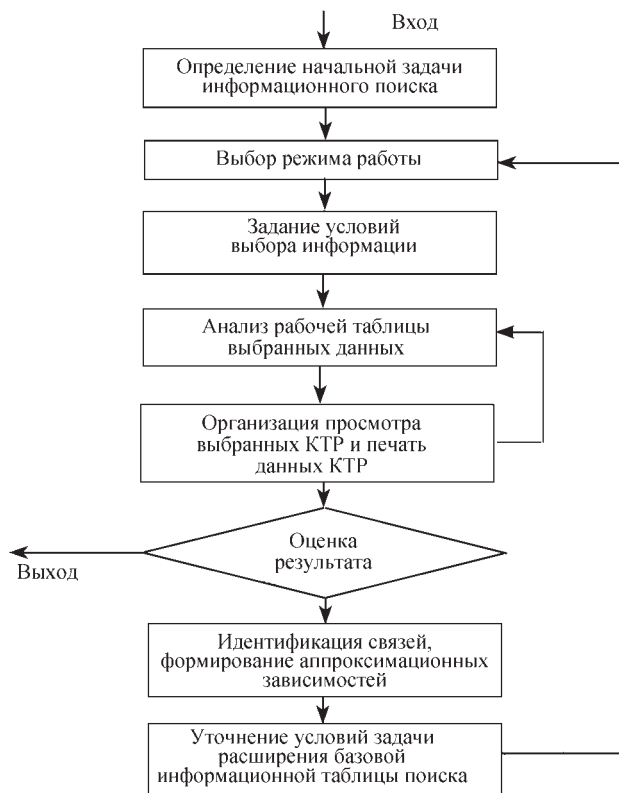 Вход
Определение начальной задачи
информационного поиска
Выбор режима работы
Задание условий
выбора информации
Анализ рабочей таблицы
выбранных данных
Организация просмотра
выбранных КТР и печать
данных КТР
Оценка
результата
Выход
Идентификация связей,
формирование аппроксимационных
зависимостей
Уточнение условий задачи
расширения базовой
информационной таблицы поиска